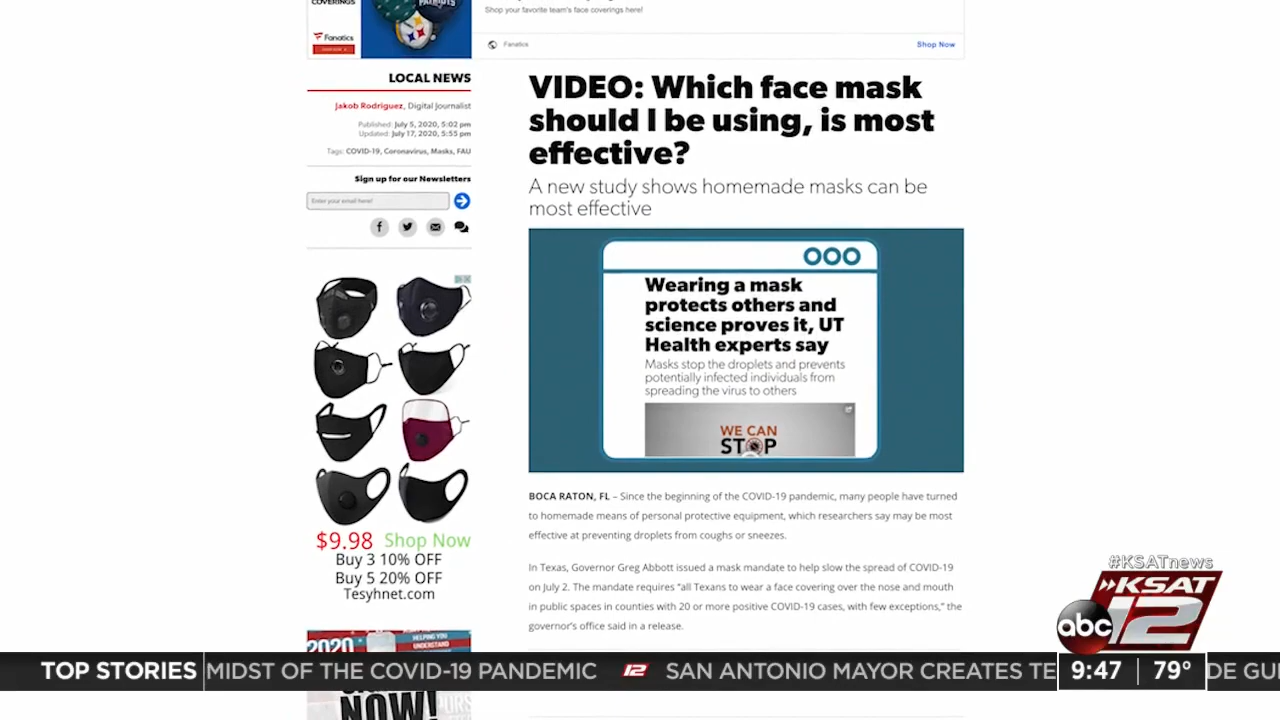 COVERINGS
PATRIOTS
Shop your favorite team's face coverings here!
Fanatics
Fanatics
Shop Now
LOCAL NEWS
Jakob Rodriguez, Digital Journalist
Published: July 5, 2020, 5:02 pm
Updated: July 17, 2020, 5:55 pm
Tags: COVID-19, Coronavirus, Masks, FAU
Sign up for our Newsletters
Enter your email here!
VIDEO: Which face mask
should I be using, is most
effective?
A new study shows homemade masks can be
most effective
Wearing a mask
protects others and
science proves it, UT
Health experts say
Masks stop the droplets and prevents
potentially infected individuals from
spreading the virus to others
WE CAN
STOP
$9.98 Shop Now
Buy 3 10% OFF
Buy 5 20% OFF
Tesyhnet.com
BOCA RATON, FL – Since the beginning of the COVID-19 pandemic, many people have turned
to homemade means of personal protective equipment, which researchers say may be most
effective at preventing droplets from coughs or sneezes.
In Texas, Governor Greg Abbott issued a mask mandate to help slow the spread of COVID-19
on July 2. The mandate requires "all Texans to wear a face covering over the nose and mouth
in public spaces in counties with 20 or more positive COVID-19 cases, with few exceptions," the
governor's office said in a release.
2020
HELPING YOU
UNDERSTAND
NOW!
#KSATnews
KSAT
abc 12
TOP STORIES MIDST OF THE COVID-19 PANDEMIC 12 SAN ANTONIO MAYOR CREATES TE 9:47 79° DE GUI